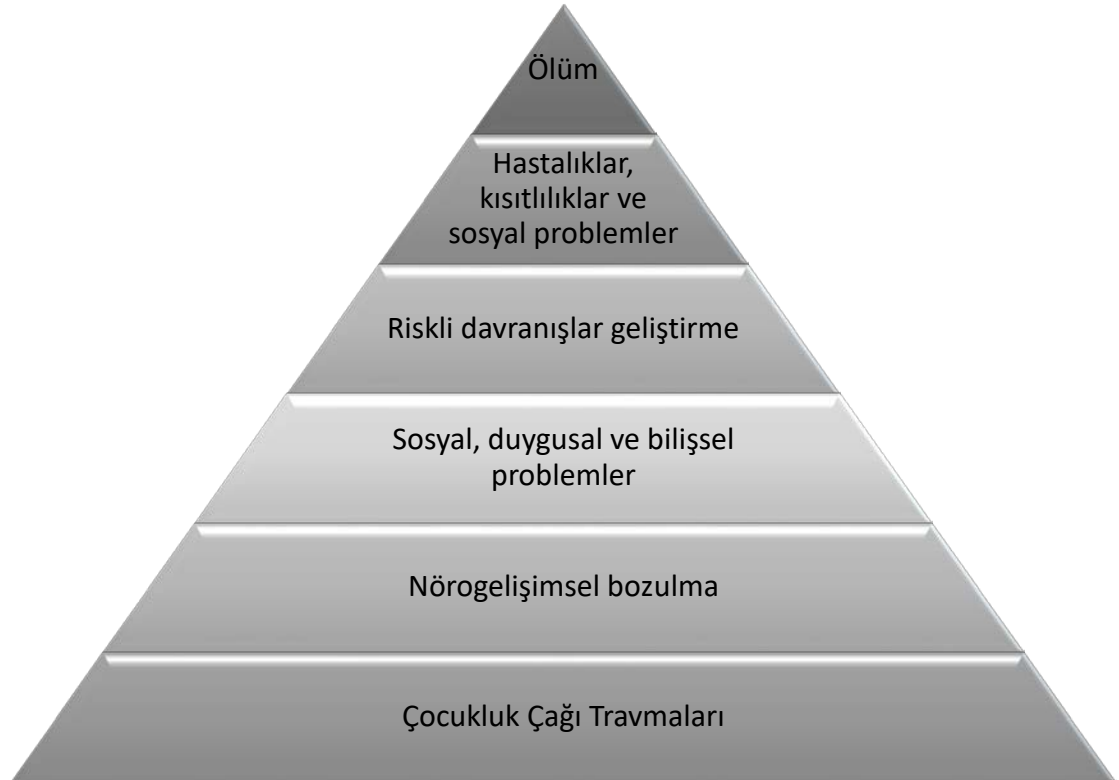 Ölüm
Hastalıklar,
kısıtlılıklar ve
sosyal problemler
Riskli davranışlar geliştirme
Sosyal, duygusal ve bilişsel
problemler
Nörogelişimsel bozulma
Çocukluk Çağı Travmaları